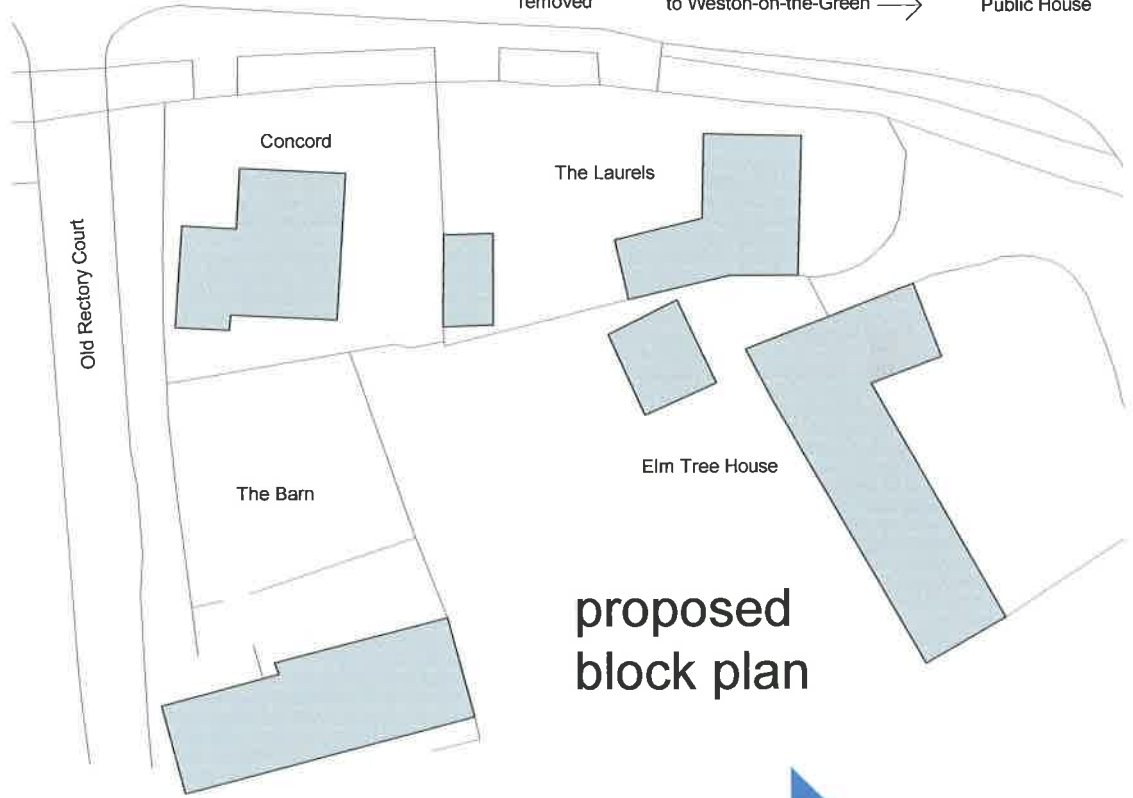 removed
to Weston-on-the-Green →
Public House
Concord
The Laurels
Old Rectory Court
Elm Tree House
The Barn
proposed
block plan